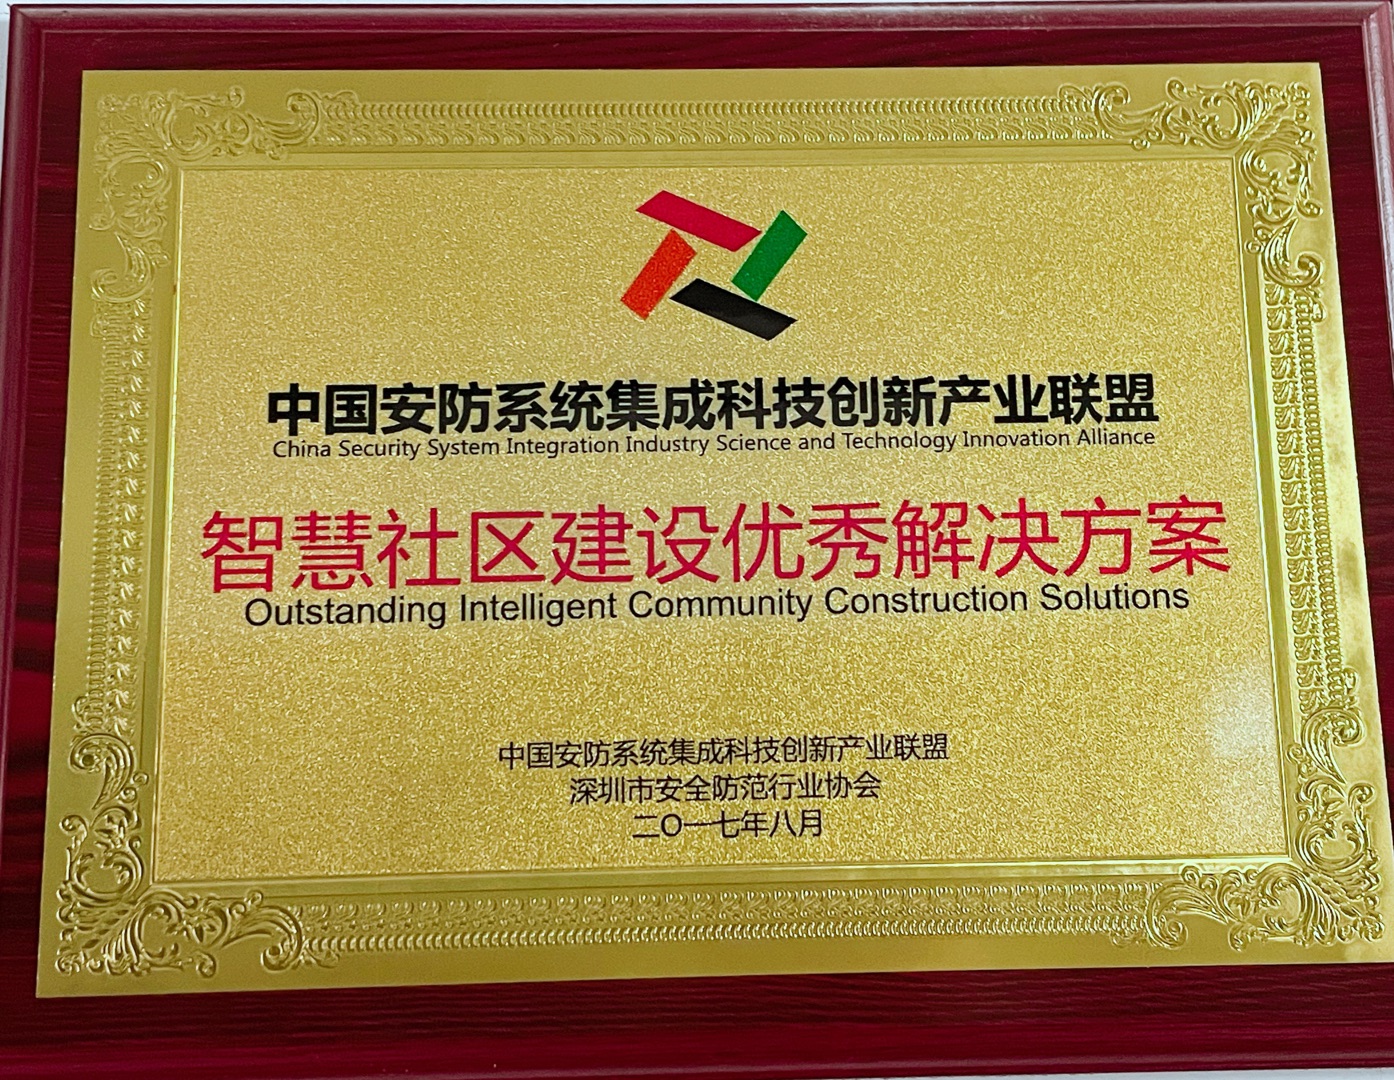 中国安防系统集成科技创新产业联盟
China Security System Integration Industry Science and Technology Innovation Alliance
智慧社区建设优秀解决方案
Outstanding Intelligent Community Construction Solutions
中国安防系统集成科技创新产业联盟
深圳市安全防范行业协会
二〇一七年八月